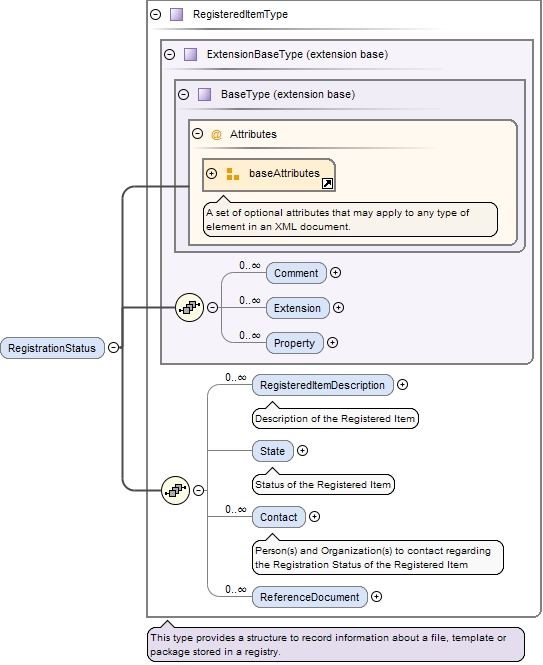 RegisteredItemType
ExtensionBaseType (extension base)
BaseType (extension base)
@ Attributes
baseAttributes
A set of optional attributes that may apply to any type of
element in an XML document.
0..∞
Comment
0..∞
Extension
0..∞
Property
RegistrationStatus
0..∞
RegisteredItemDescription
Description of the Registered Item
State
Status of the Registered Item
0..∞
Contact
Person(s) and Organization(s) to contact regarding
the Registration Status of the Registered Item
0..∞
ReferenceDocument
This type provides a structure to record information about a file, template or
package stored in a registry.